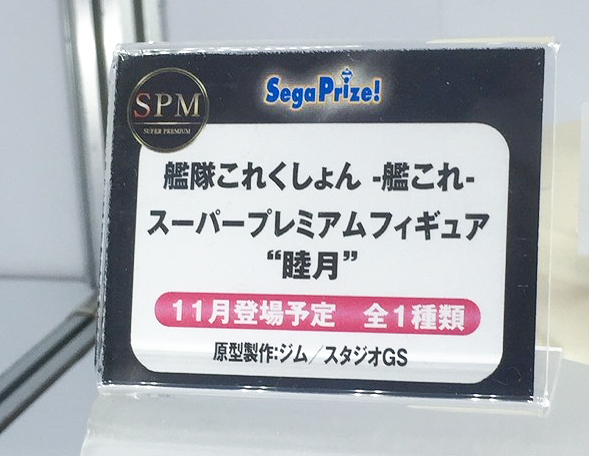 SPM
SUPER PREMIUM
SegaPrize!
艦隊これくしょん -艦これ-
スーパープレミアムフィギュア
“睦月”
11月登場予定 全1種類
原型製作:ジム/スタジオGS